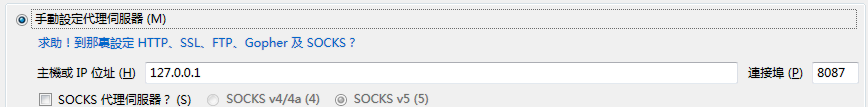 手動設定代理伺服器 (M)
求助！到那裏設定 HTTP、SSL、FTP、Gopher 及 SOCKS？
主機或 IP 位址 (H) 127.0.0.1 連接埠 (P) 8087
SOCKS 代理伺服器？ (S) SOCKS v4/4a (4) SOCKS v5 (5)